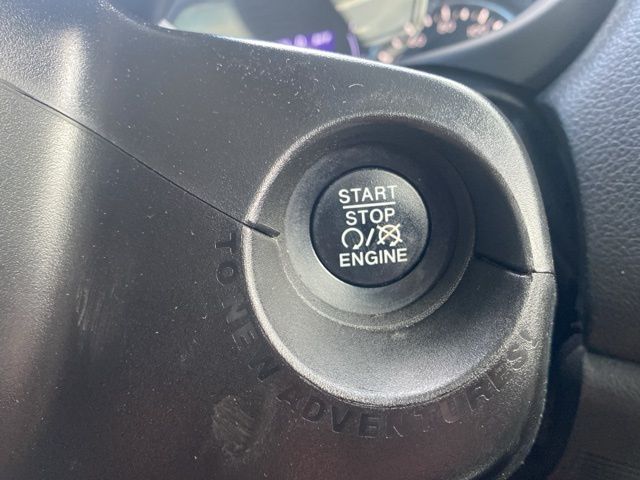 START
STOP
ENGINE
TO NEW ADVENTURES!